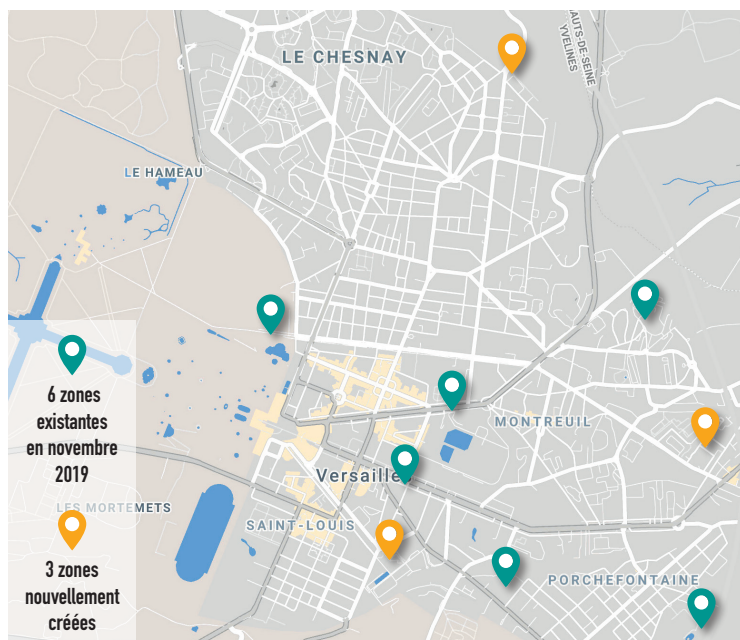 HAUTS-DE-SEINE
YVELINES
LE CHESNAY
LE HAMEAU
6 zones
existantes
en novembre
2019
MONTREUIL
Versailles
LES MORTEMETS
SAINT-LOUIS
3 zones
nouvellement
créées
PORCHEFONTAINE